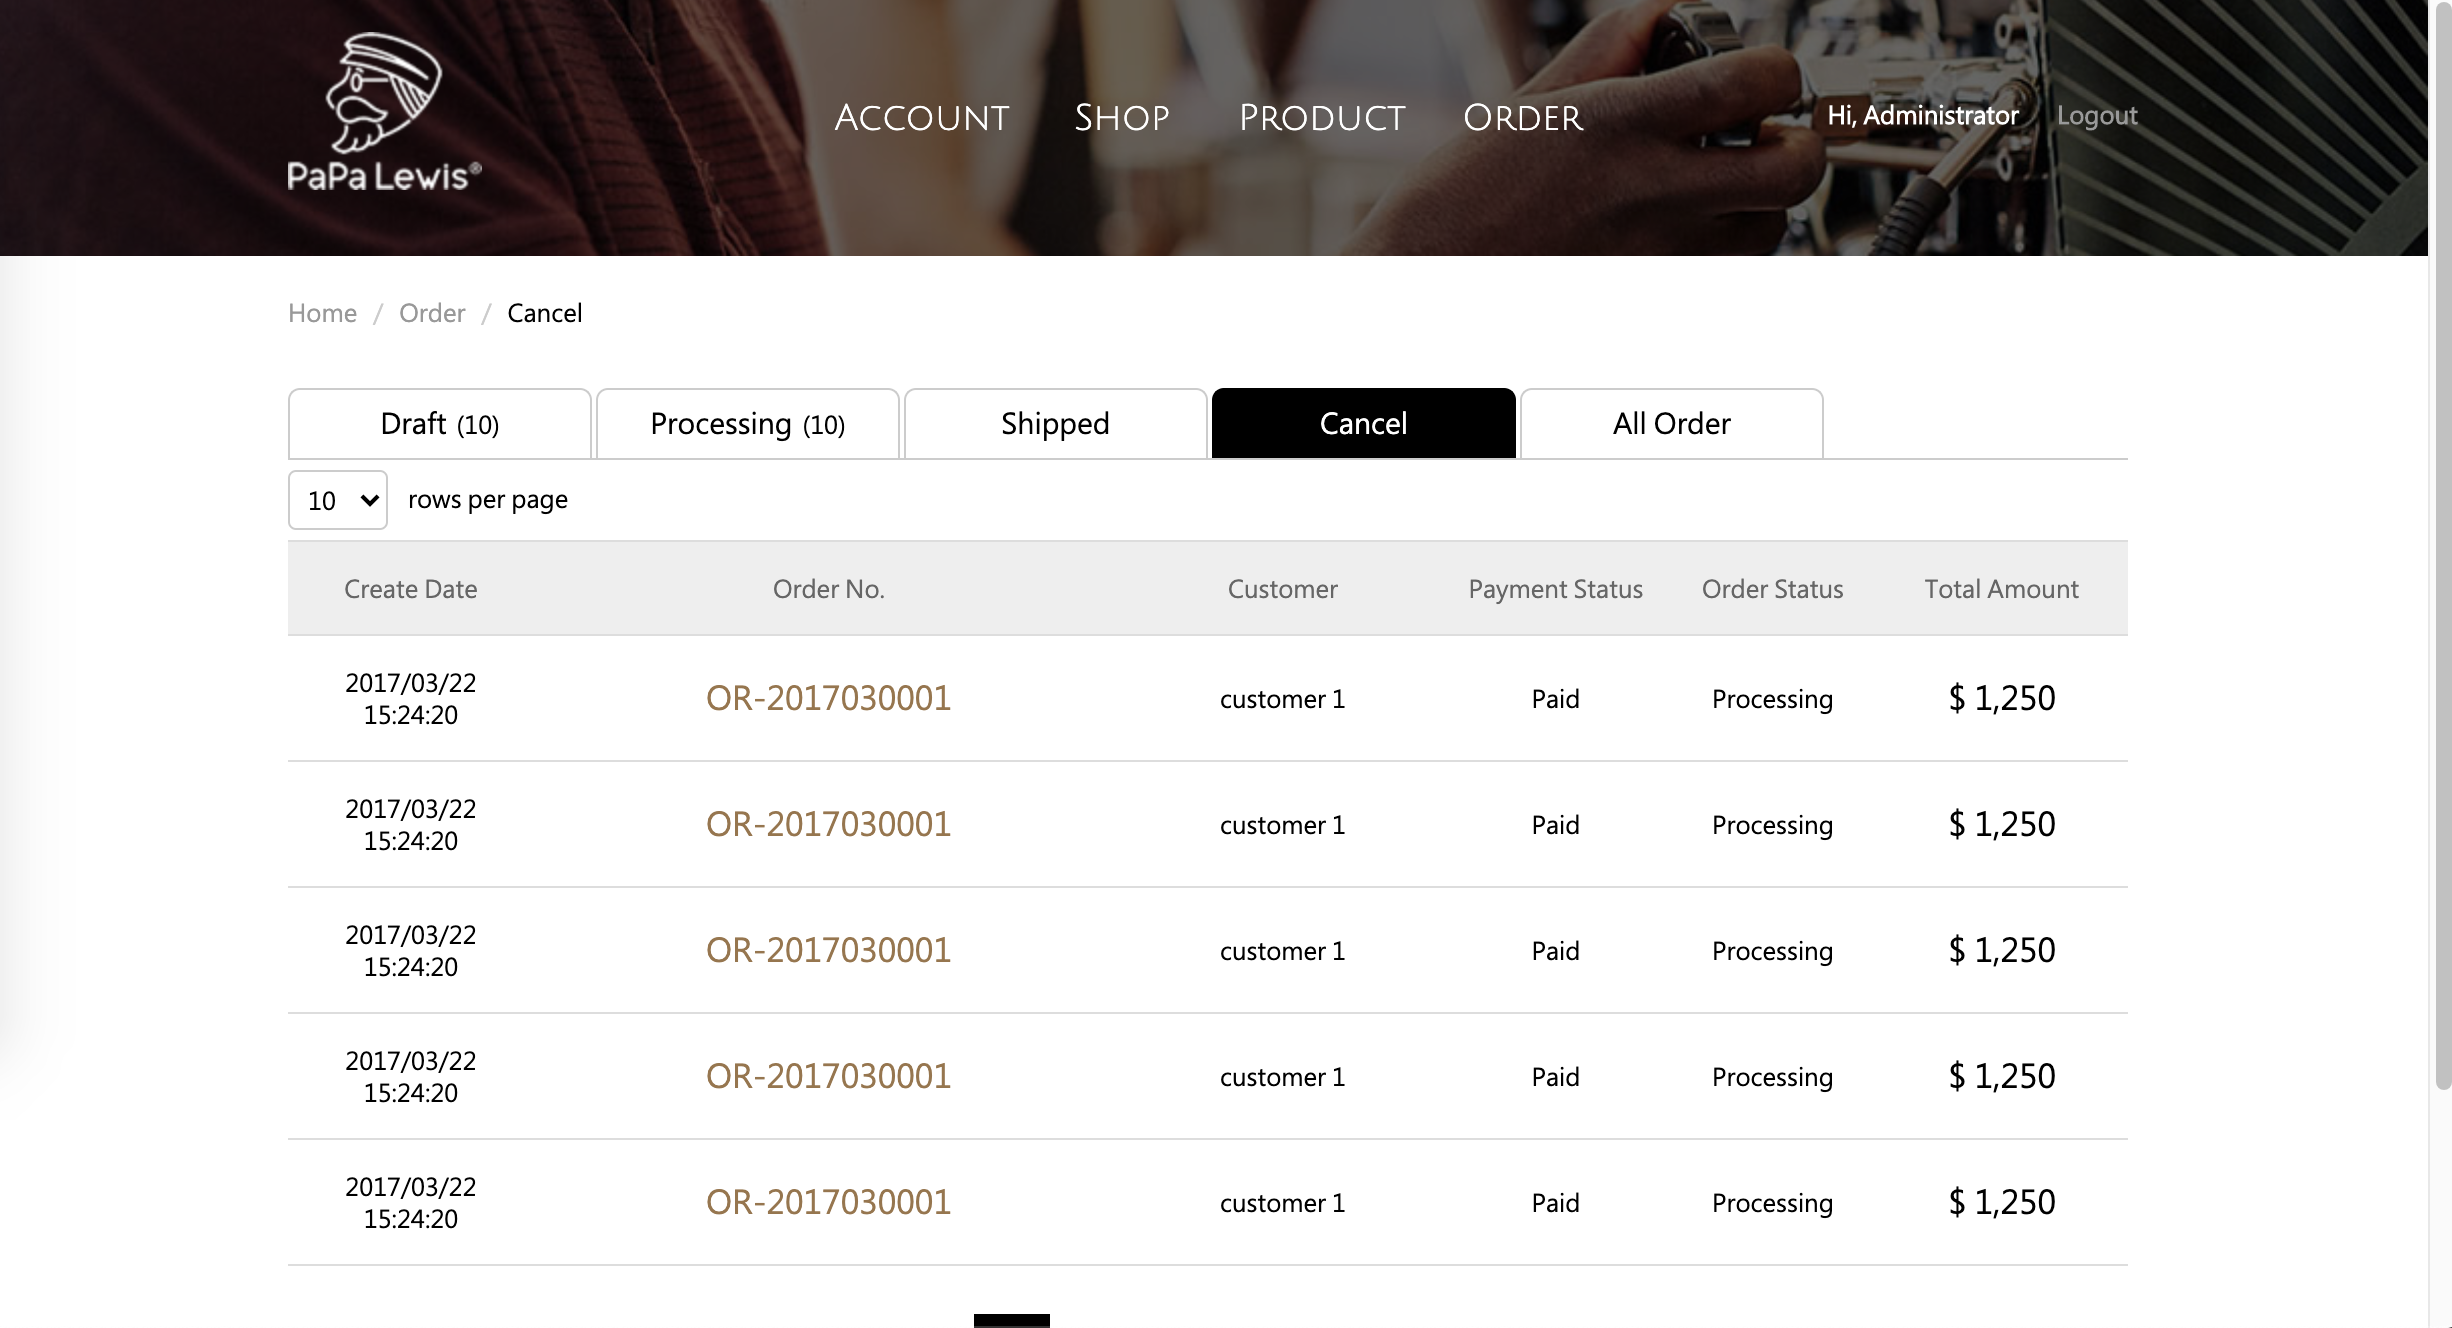 PaPa Lewis®
Account Shop Product Order
Hi, Administrator Logout
Home / Order / Cancel
Draft (10) Processing (10) Shipped Cancel All Order
10 rows per page
Create Date Order No. Customer Payment Status Order Status Total Amount
2017/03/22
15:24:20
OR-2017030001 customer 1 Paid Processing $ 1,250
2017/03/22
15:24:20
OR-2017030001 customer 1 Paid Processing $ 1,250
2017/03/22
15:24:20
OR-2017030001 customer 1 Paid Processing $ 1,250
2017/03/22
15:24:20
OR-2017030001 customer 1 Paid Processing $ 1,250
2017/03/22
15:24:20
OR-2017030001 customer 1 Paid Processing $ 1,250